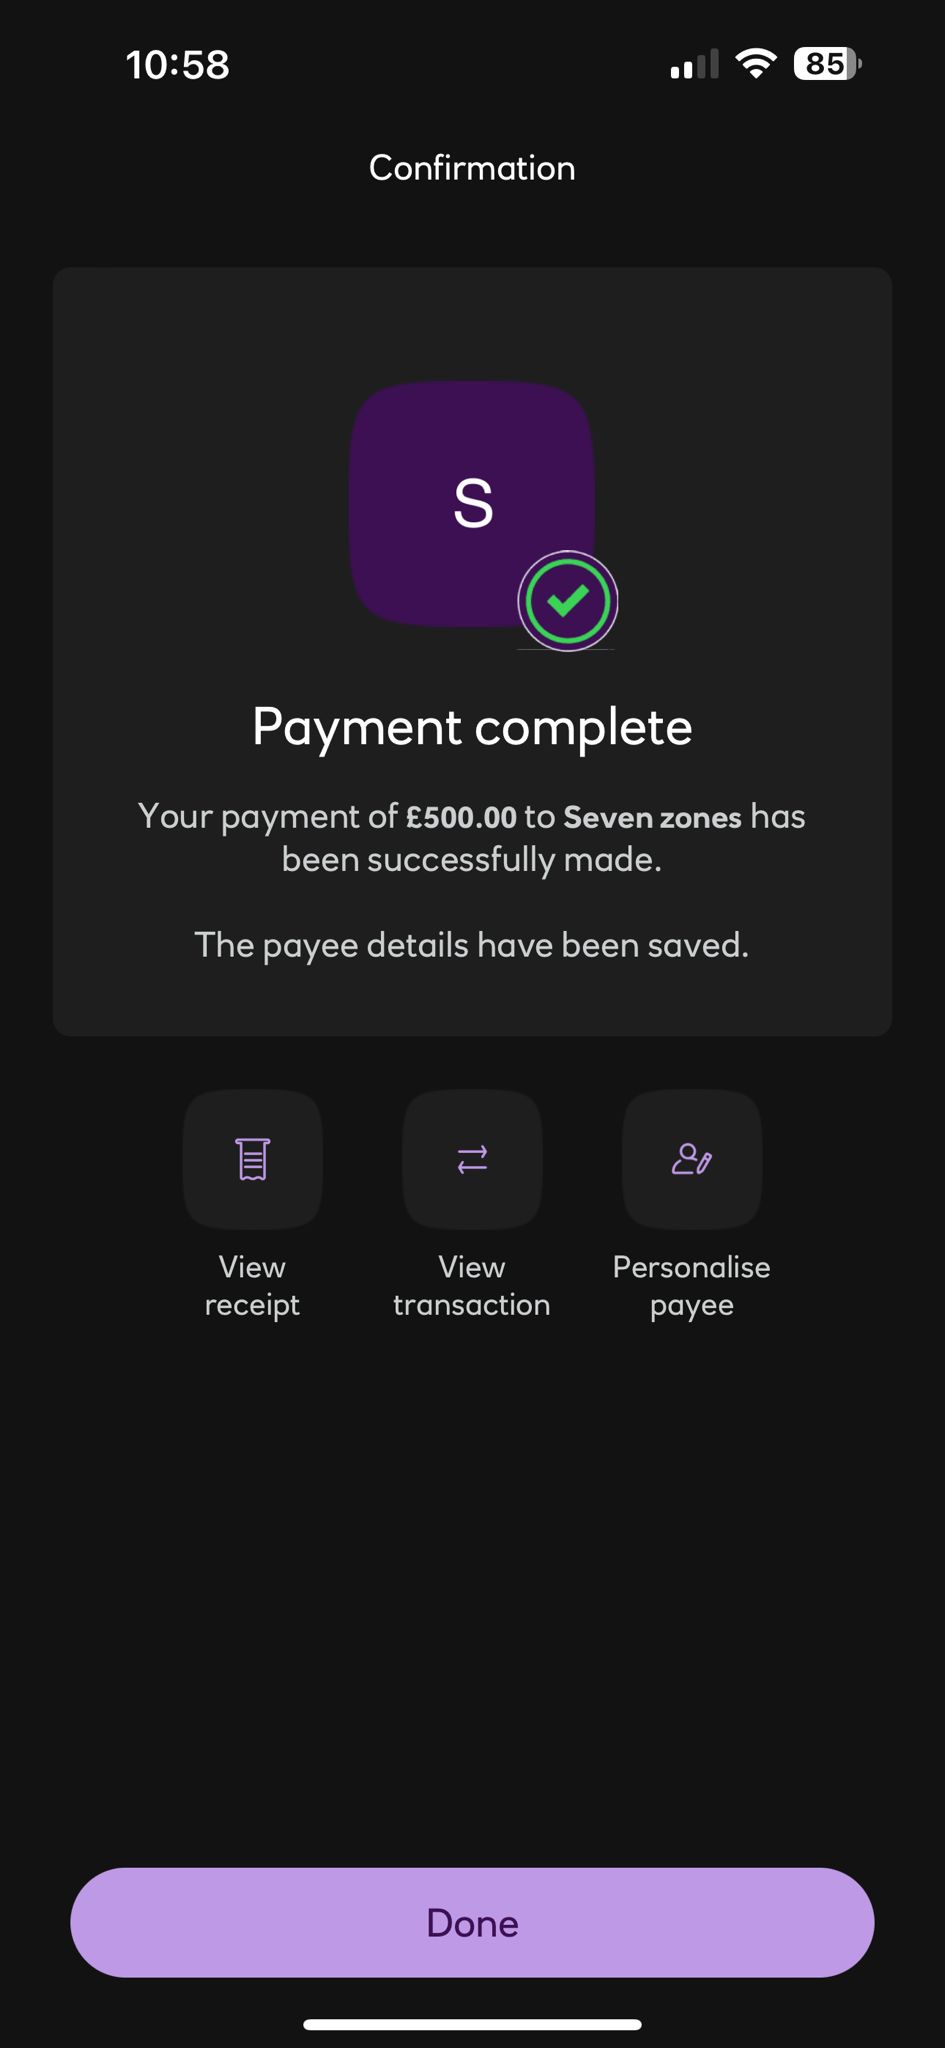 10:58
85
Confirmation
S
Payment complete
Your payment of £500.00 to Seven zones has
been successfully made.
The payee details have been saved.
View
receipt
View
transaction
Personalise
payee
Done